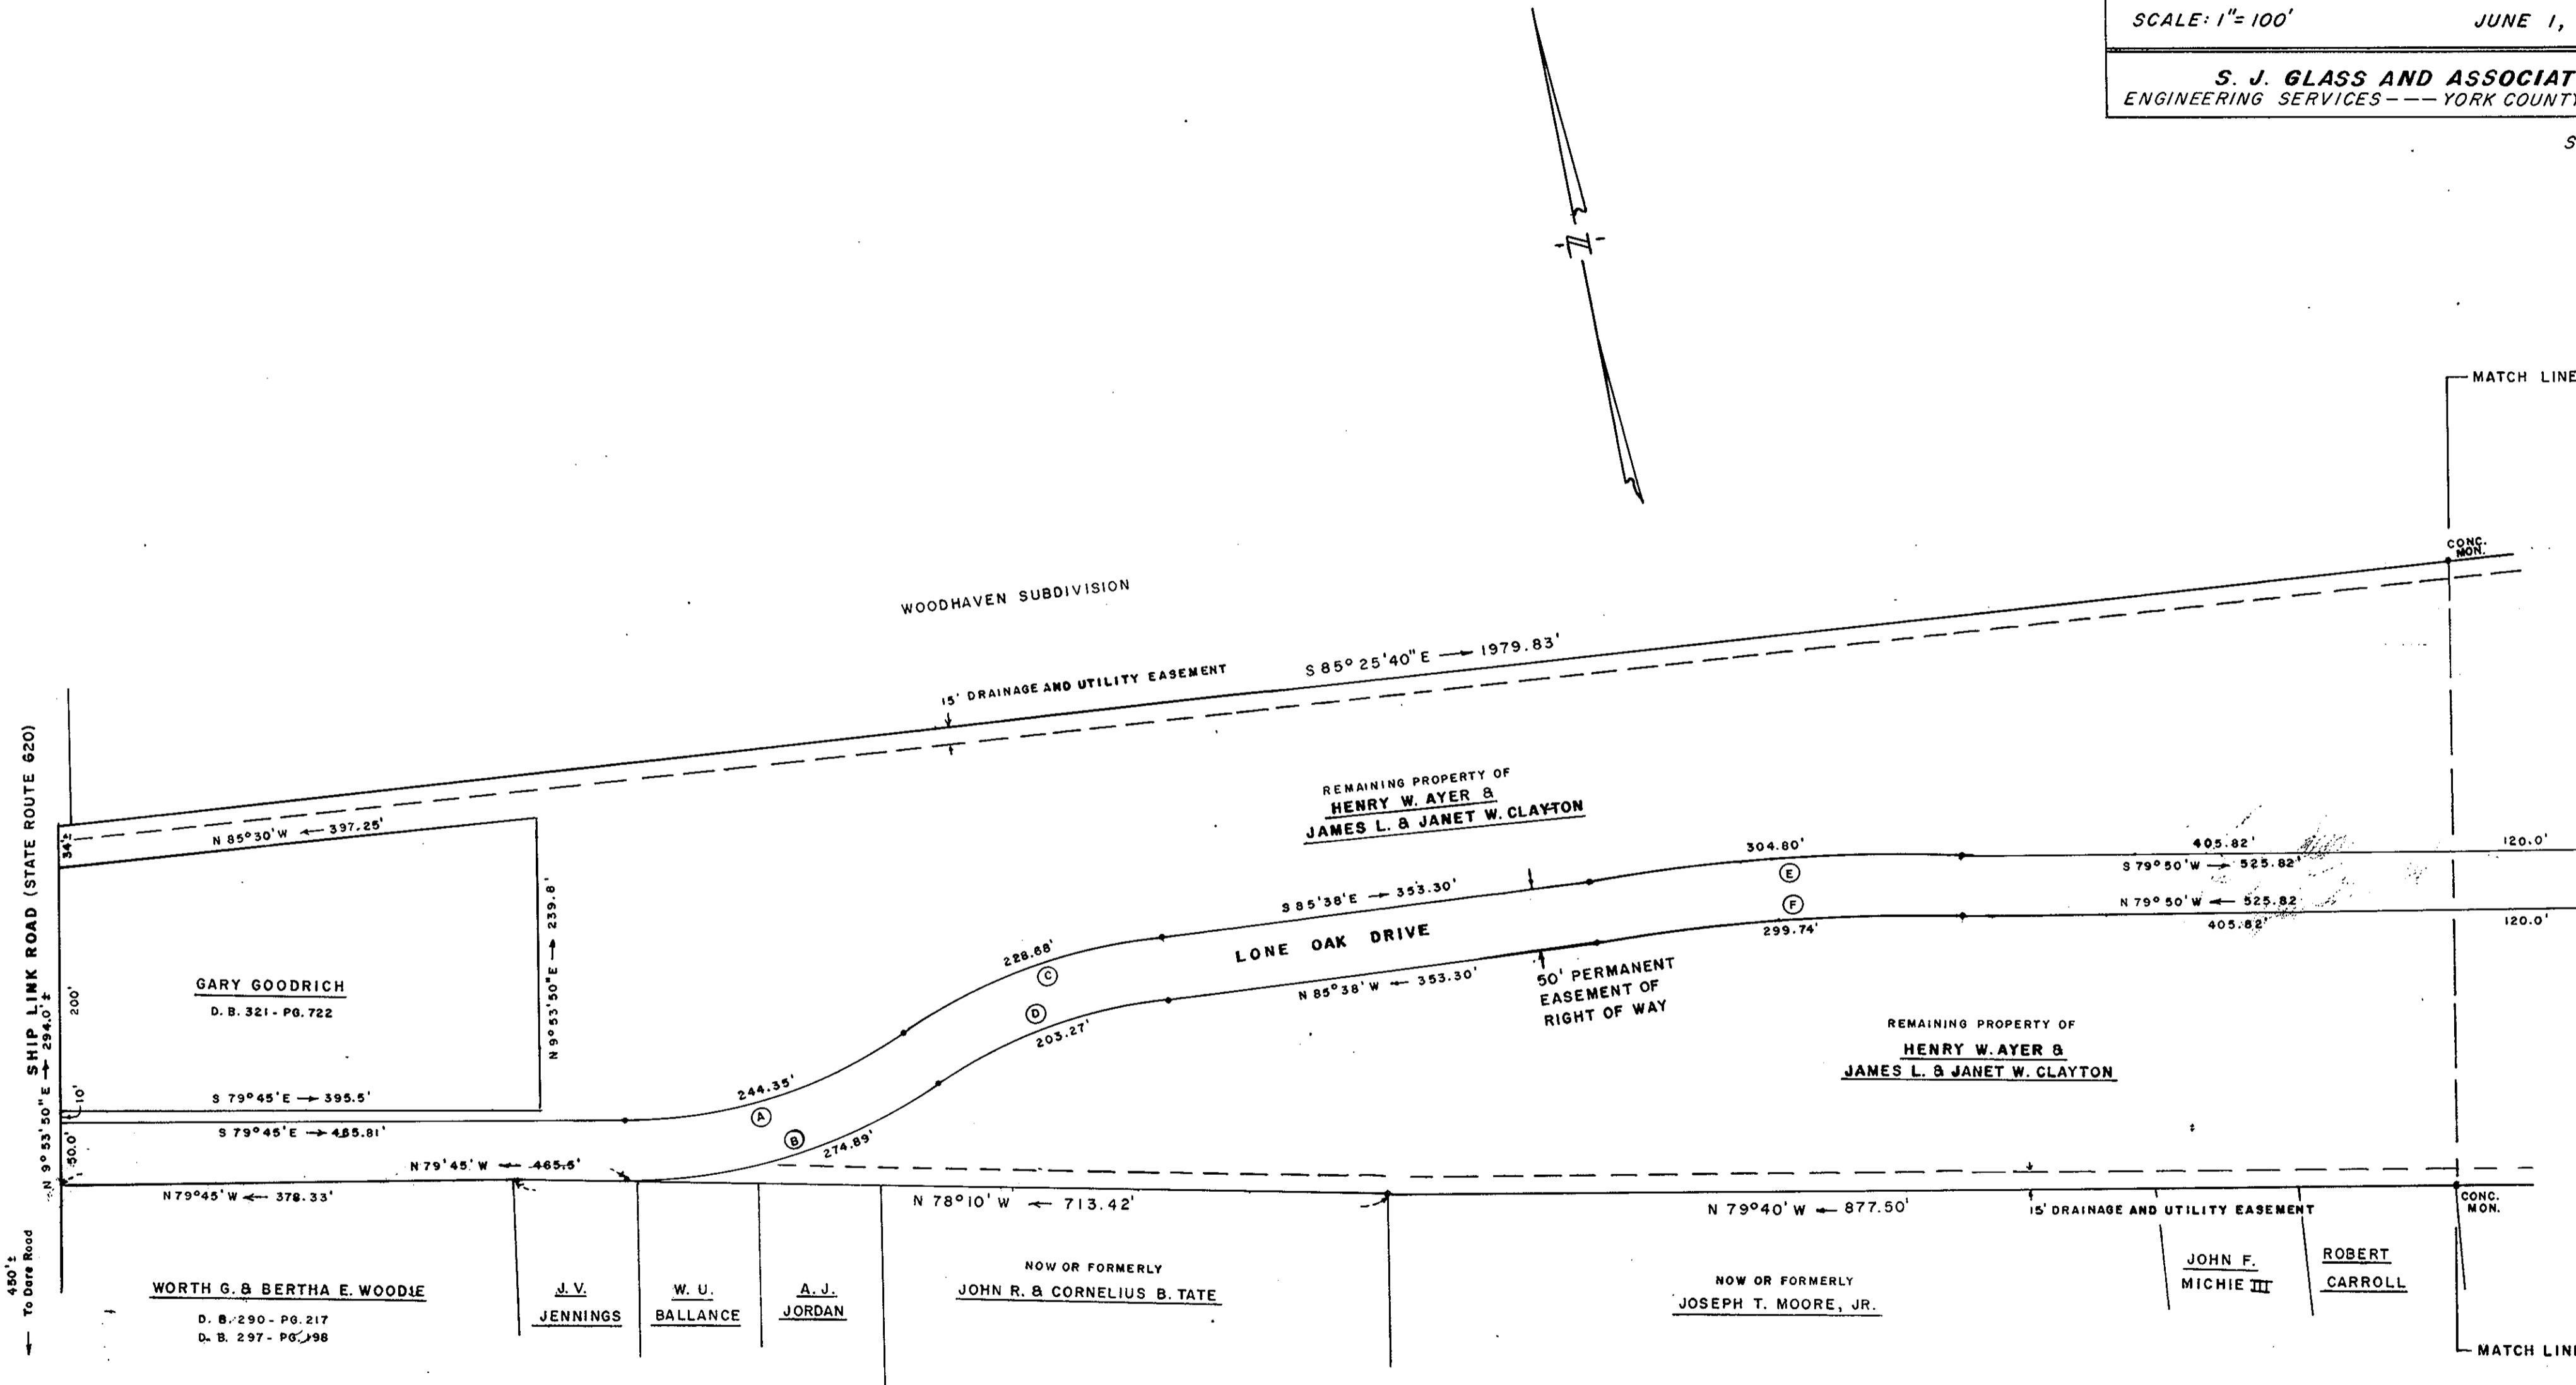 SCALE: 1"= 100' JUNE 1,
S. J. GLASS AND ASSOCIAT
ENGINEERING SERVICES --- YORK COUNTY
S
MATCH LINE
CONC.
MON.
WOODHAVEN SUBDIVISION
S 85° 25' 40" E → 1979.83'
15' DRAINAGE AND UTILITY EASEMENT
REMAINING PROPERTY OF
HENRY W. AYER &
JAMES L. & JANET W. CLAYTON
SHIP LINK ROAD (STATE ROUTE 620)
N 9° 53' 50" E → 294.0'±
34'±
N 85° 30' W ← 397.25'
N 9° 53' 50" E → 239.8'
200'
GARY GOODRICH
D. B. 321 - PG. 722
10'
S 79° 45' E → 395.5'
S 79° 45' E → 465.81'
50.0'
N 79' 45' W ← 465.5'
N 79° 45' W ← 378.33'
244.35'
A
B
274.89'
228.68'
C
D
203.27'
S 85° 38' E → 353.30'
LONE OAK DRIVE
N 85° 38' W ← 353.30'
50' PERMANENT
EASEMENT OF
RIGHT OF WAY
304.80'
E
F
299.74'
405.82'
S 79° 50' W → 525.82'
N 79° 50' W ← 525.82
405.82'
120.0'
120.0'
REMAINING PROPERTY OF
HENRY W. AYER &
JAMES L. & JANET W. CLAYTON
N 78° 10' W ← 713.42'
N 79° 40' W ← 877.50'
15' DRAINAGE AND UTILITY EASEMENT
CONC.
MON.
450'±
To Dare Road
WORTH G. & BERTHA E. WOODLE
D. B. 290 - PG. 217
D. B. 297 - PG. 198
J. V.
JENNINGS
W. U.
BALLANCE
A. J.
JORDAN
NOW OR FORMERLY
JOHN R. & CORNELIUS B. TATE
NOW OR FORMERLY
JOSEPH T. MOORE, JR.
JOHN F.
MICHIE III
ROBERT
CARROLL
MATCH LINE
N